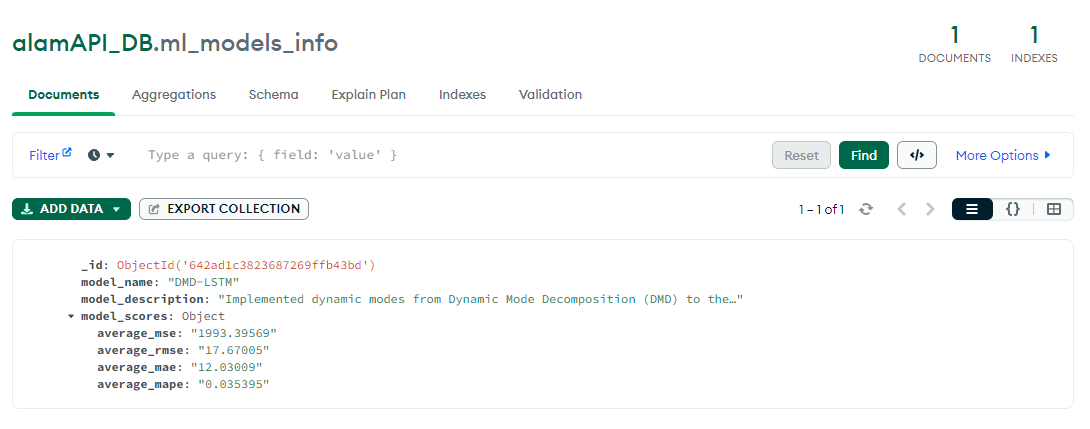 alamAPI_DB.ml_models_info
1
DOCUMENTS
1
INDEXES
Documents Aggregations Schema Explain Plan Indexes Validation
Filter Type a query: { field: 'value' } Reset Find </> More Options
ADD DATA EXPORT COLLECTION 1 – 1 of 1 {}
_id: ObjectId('642ad1c3823687269ffb43bd')
model_name: "DMD-LSTM"
model_description: "Implemented dynamic modes from Dynamic Mode Decomposition (DMD) to the…"
model_scores: Object
average_mse: "1993.39569"
average_rmse: "17.67005"
average_mae: "12.03009"
average_mape: "0.035395"